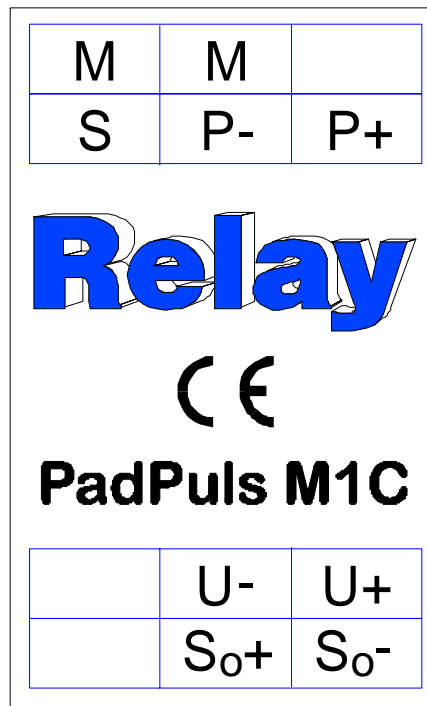 M M
S P- P+
Relay
CE
PadPuls M1C
U- U+
So+ So-